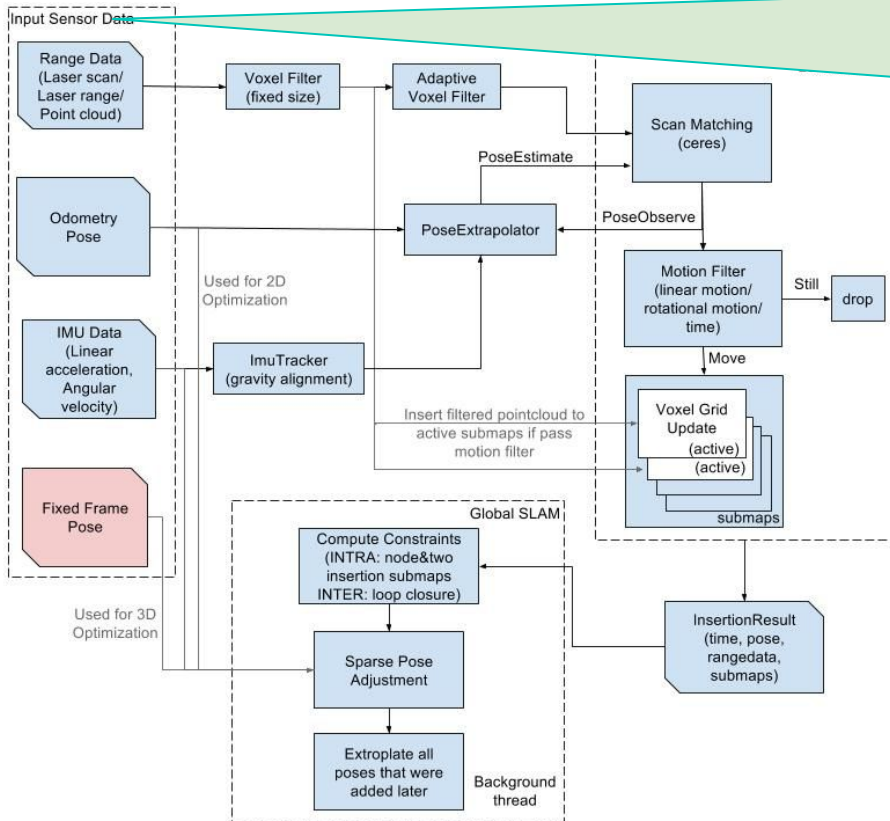 Input Sensor Data
Range Data
(Laser scan/
Laser range/
Point cloud)
Voxel Filter
(fixed size)
Adaptive
Voxel Filter
Scan Matching
(ceres)
PoseEstimate
Odometry
Pose
PoseExtrapolator
PoseObserve
Used for 2D
Optimization
Motion Filter
(linear motion/
rotational motion/
time)
Still
drop
IMU Data
(Linear
acceleration,
Angular
velocity)
ImuTracker
(gravity alignment)
Move
Insert filtered pointcloud to
active submaps if pass
motion filter
Voxel Grid
Update
(active)
(active)
submaps
Fixed Frame
Pose
Global SLAM
Compute Constraints
(INTRA: node&two
insertion submaps
INTER: loop closure)
Used for 3D
Optimization
InsertionResult
(time, pose,
rangedata,
submaps)
Sparse Pose
Adjustment
Extroplate all
poses that were
added later
Background
thread